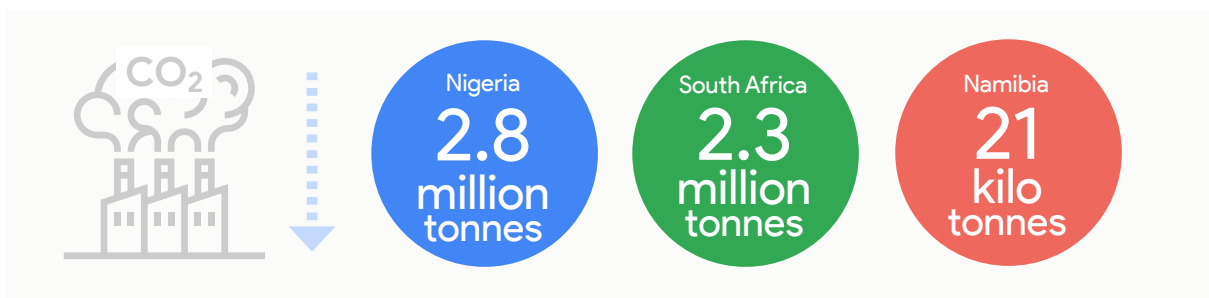 CO₂
Nigeria
2.8
million
tonnes
South Africa
2.3
million
tonnes
Namibia
21
kilo
tonnes